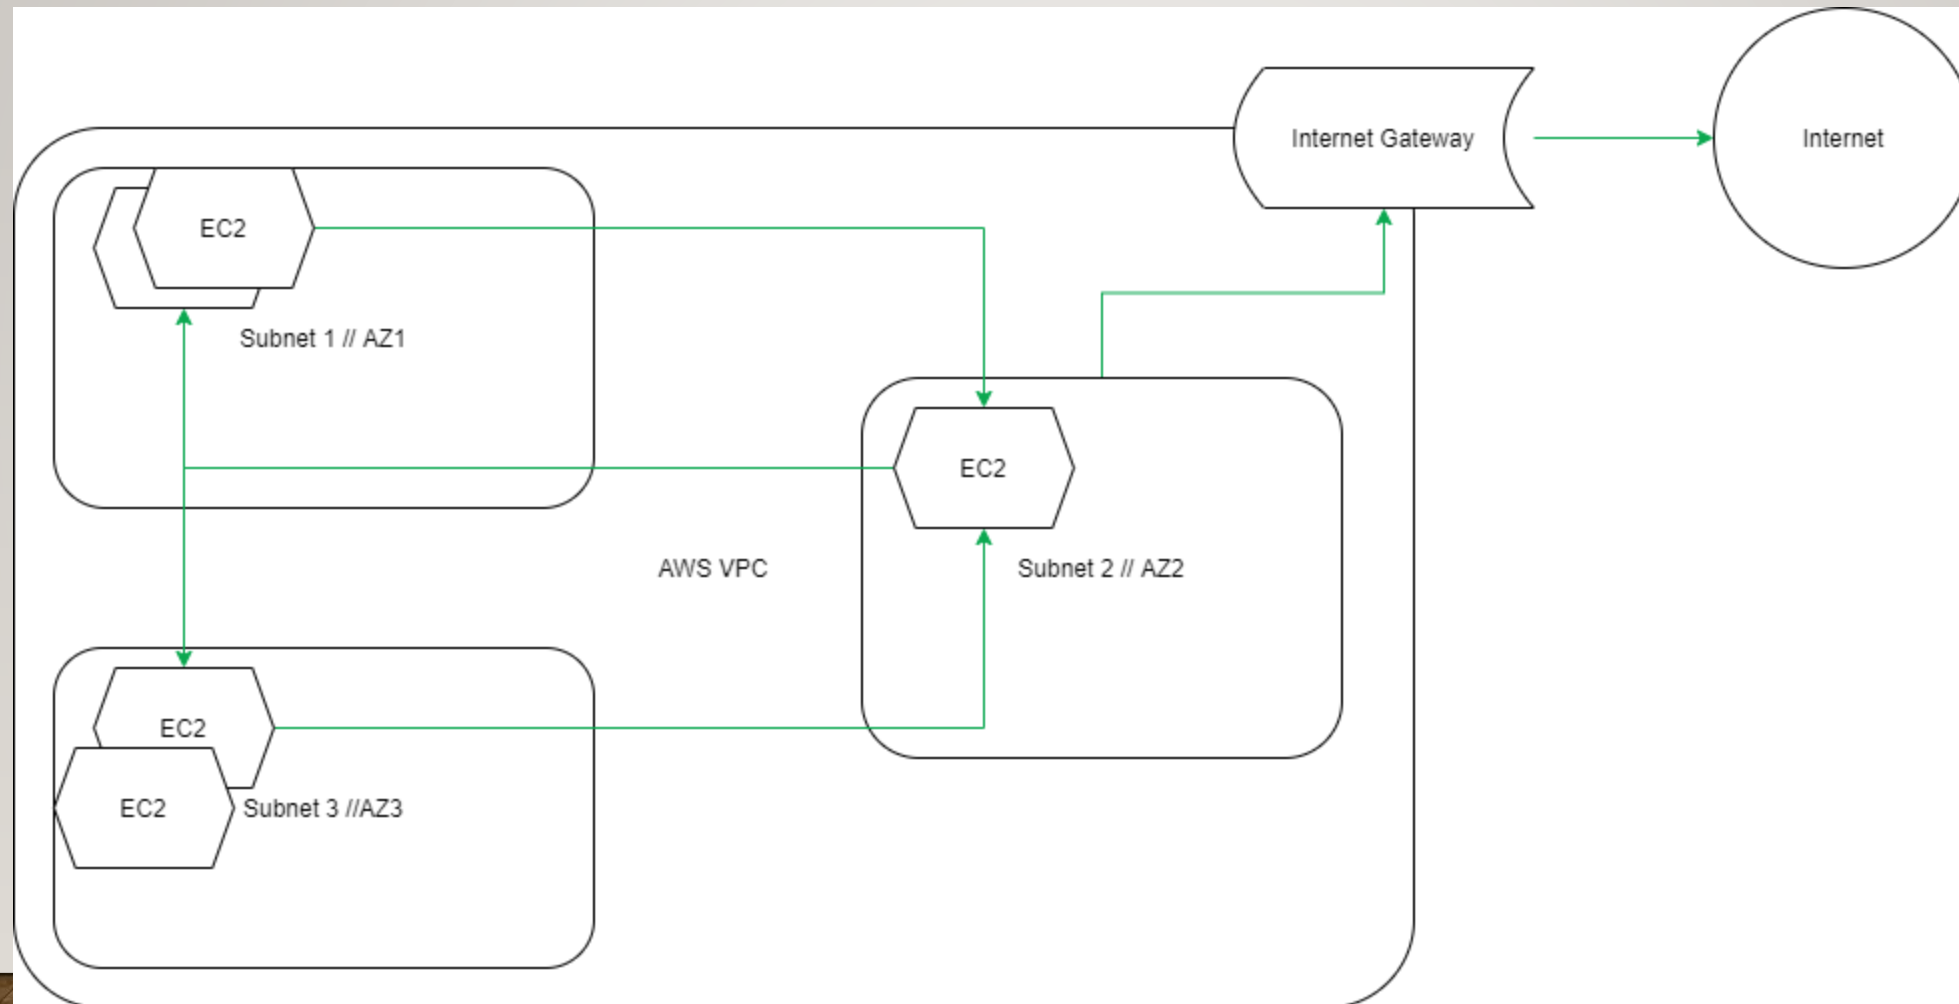 Internet Gateway
Internet
EC2
Subnet 1 // AZ1
EC2
AWS VPC
Subnet 2 // AZ2
EC2
EC2
Subnet 3 //AZ3